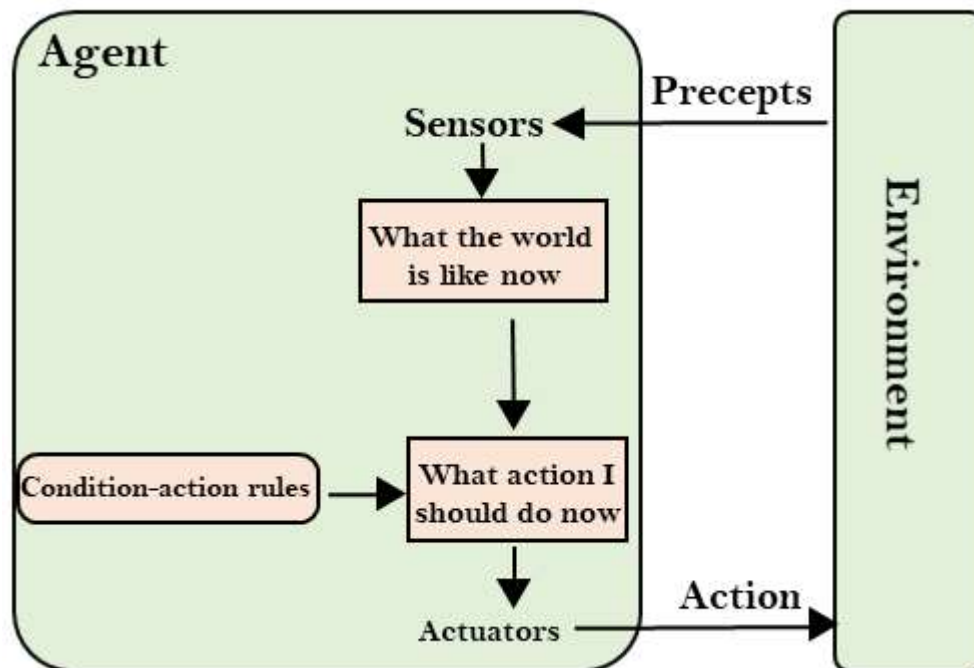 Agent
Precepts
Sensors
What the world
is like now
Environment
Condition-action rules
What action I
should do now
Action
Actuators